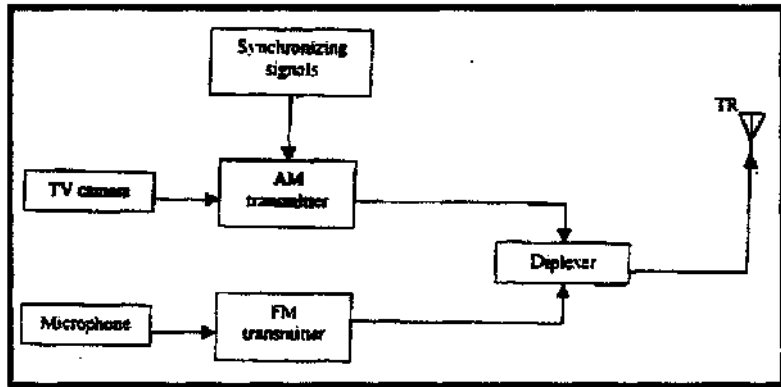 Synchronizing
signals
TR
TV camera
AM
transmitter
Diplexer
Microphone
FM
transmitter